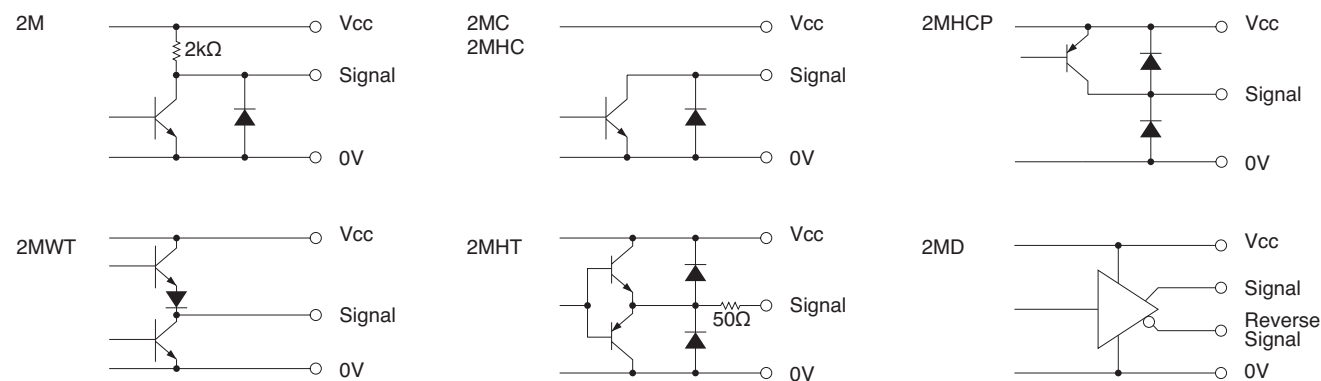 2M
Vcc
2kΩ
Signal
0V
2MC
2MHC
Vcc
Signal
0V
2MHCP
Vcc
Signal
0V
2MWT
Vcc
Signal
0V
2MHT
Vcc
Signal
50Ω
0V
2MD
Vcc
Signal
Reverse
Signal
0V